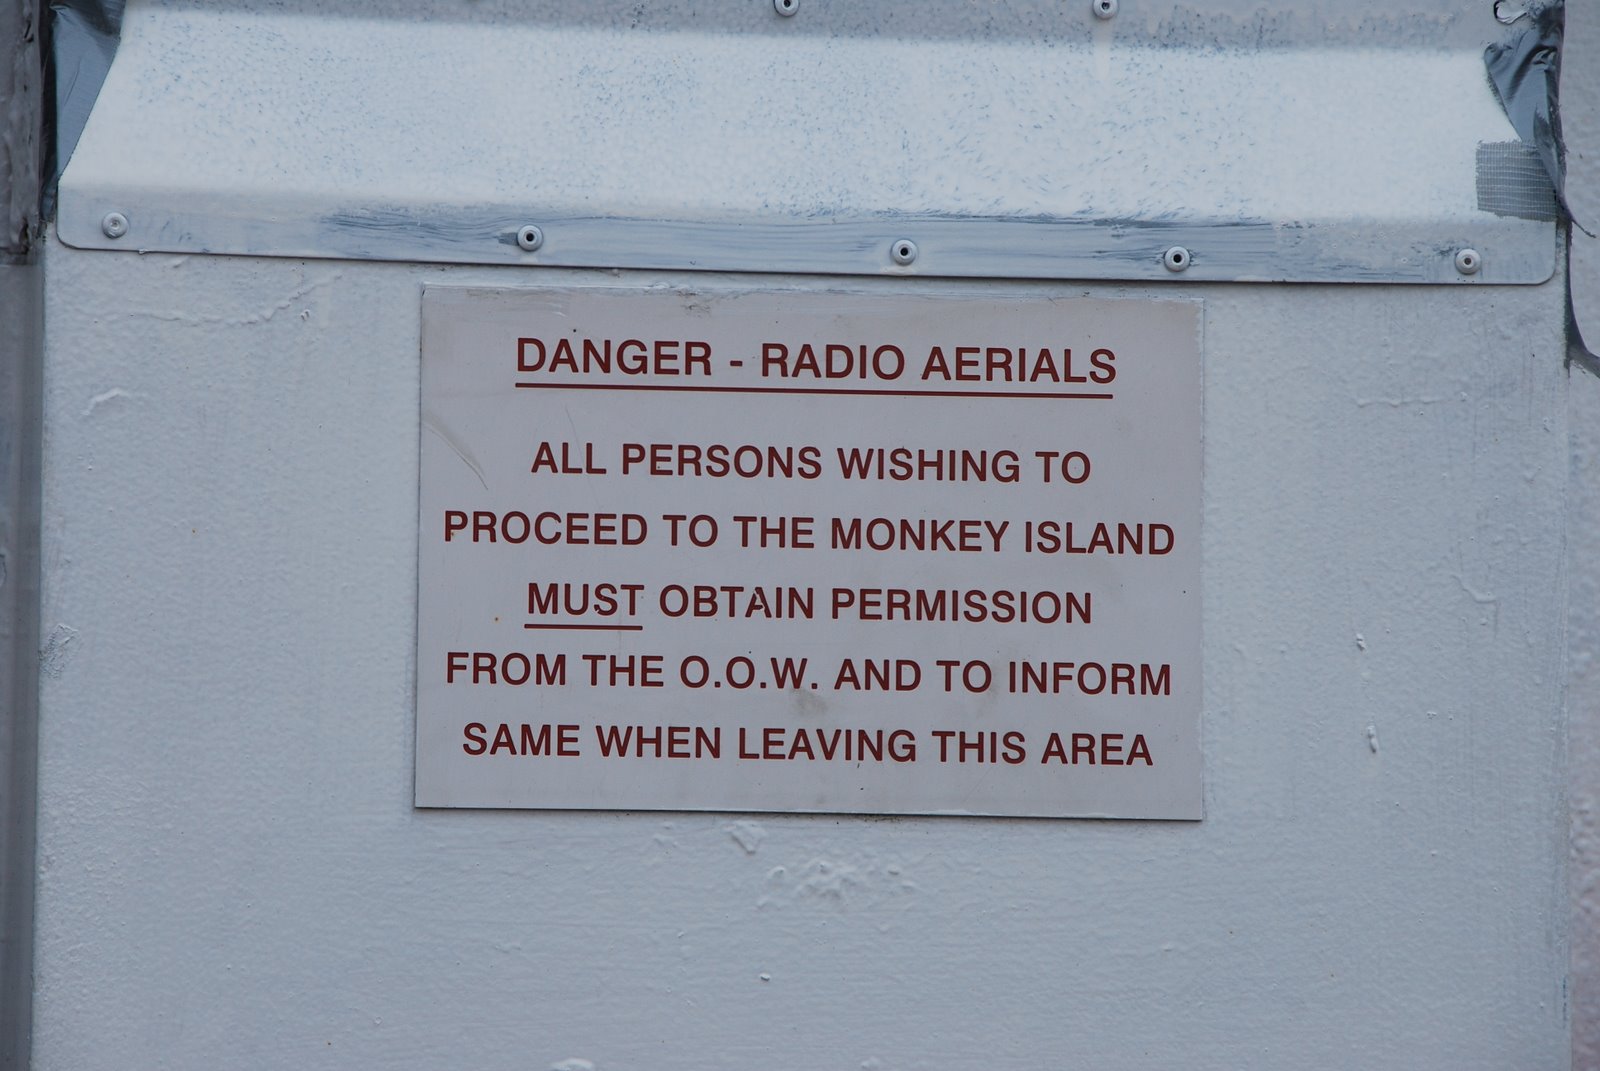 DANGER - RADIO AERIALS
ALL PERSONS WISHING TO
PROCEED TO THE MONKEY ISLAND
MUST OBTAIN PERMISSION
FROM THE O.O.W. AND TO INFORM
SAME WHEN LEAVING THIS AREA